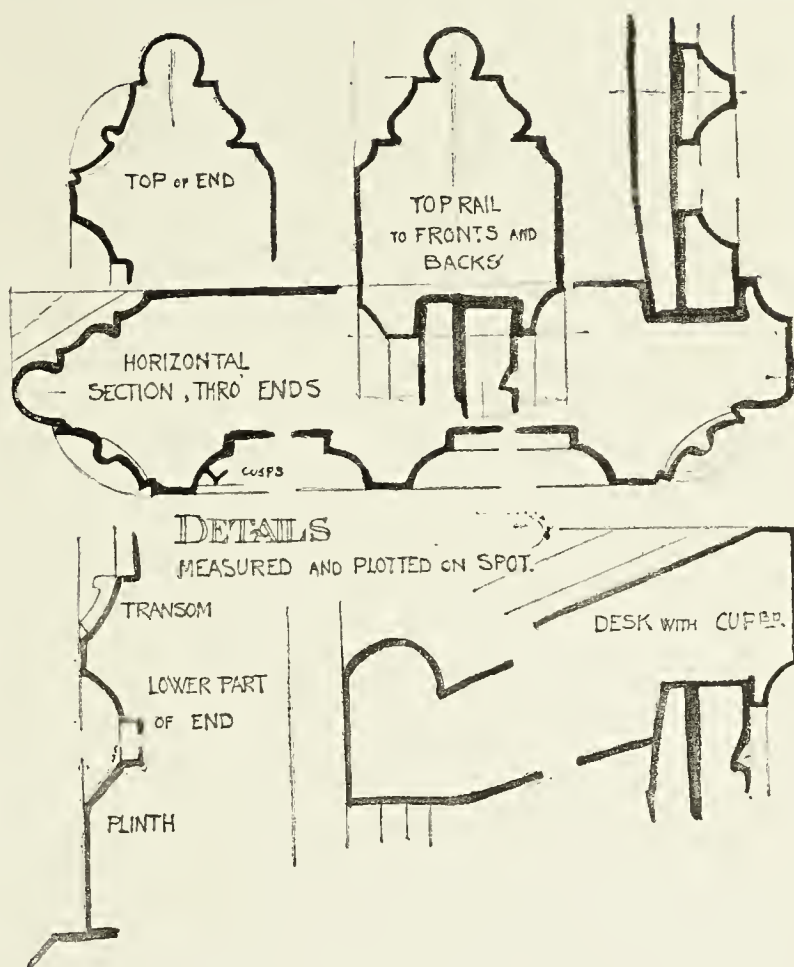 TOP OF END
TOP RAIL
TO FRONTS AND
BACKS
HORIZONTAL
SECTION, THRO' ENDS
CUSPS
DETAILS
MEASURED AND PLOTTED ON SPOT.
TRANSOM
DESK WITH CUPBD.
LOWER PART
OF END
PLINTH